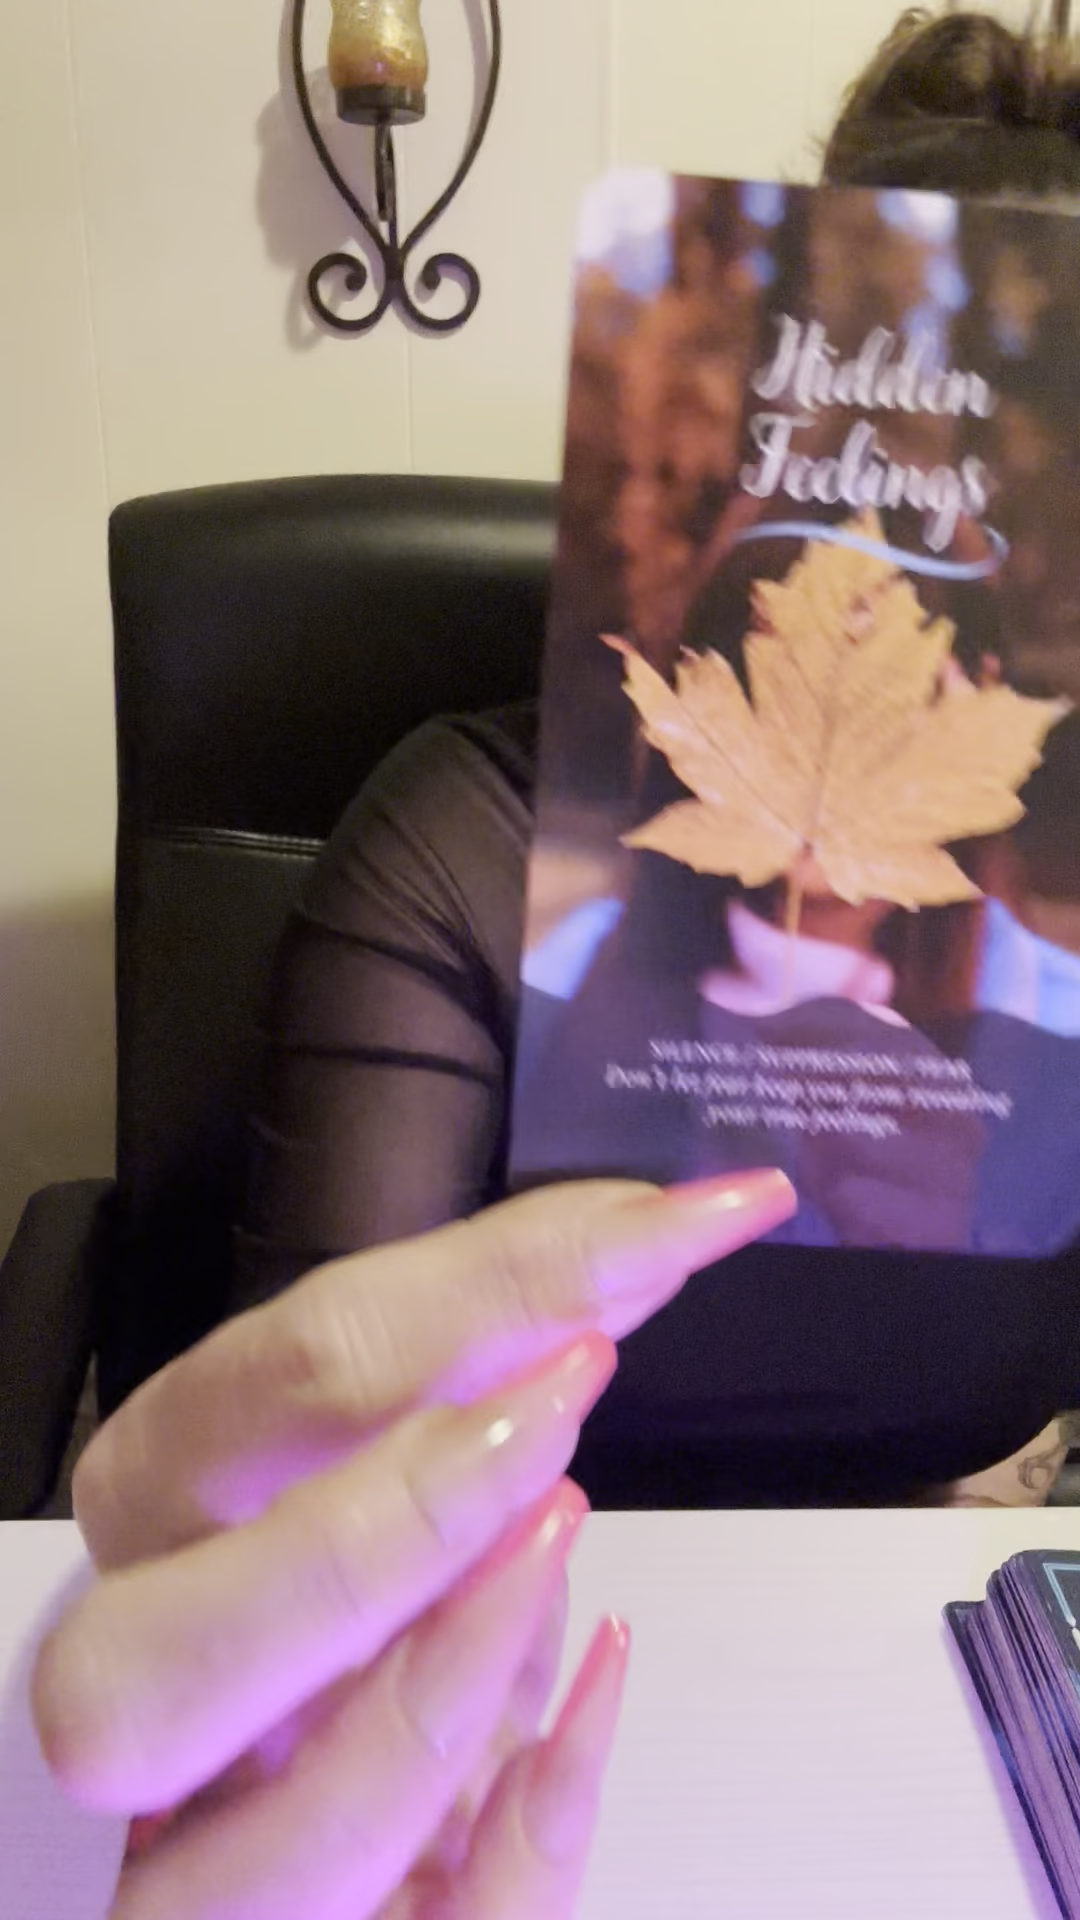 Hidden
Feelings
SILENCE / SUPPRESSION / FEAR
Don't let fear keep you from revealing
your true feelings.